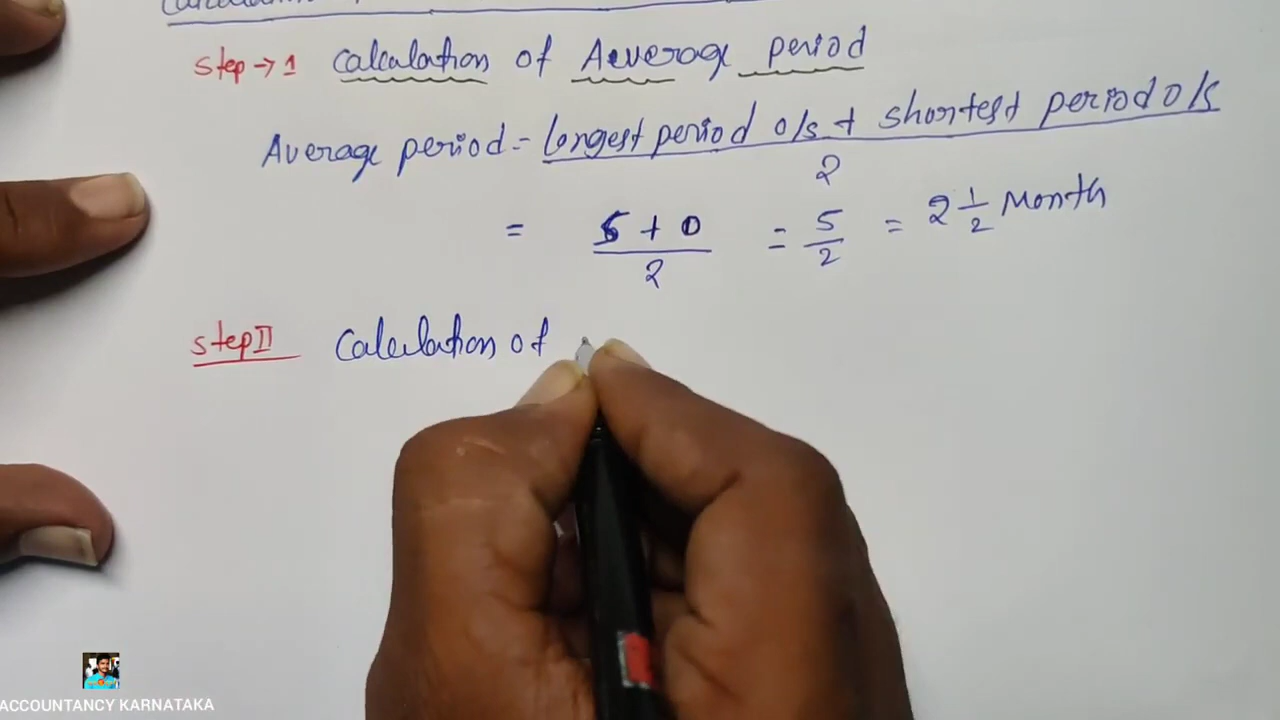 step→1 Calculation of Aeverage period
Average period = longest period o/s + shortest period o/s
2
= 5 + 0 = 5 = 2 1/2 Month
2 2
step II Calculation of
ACCOUNTANCY KARNATAKA